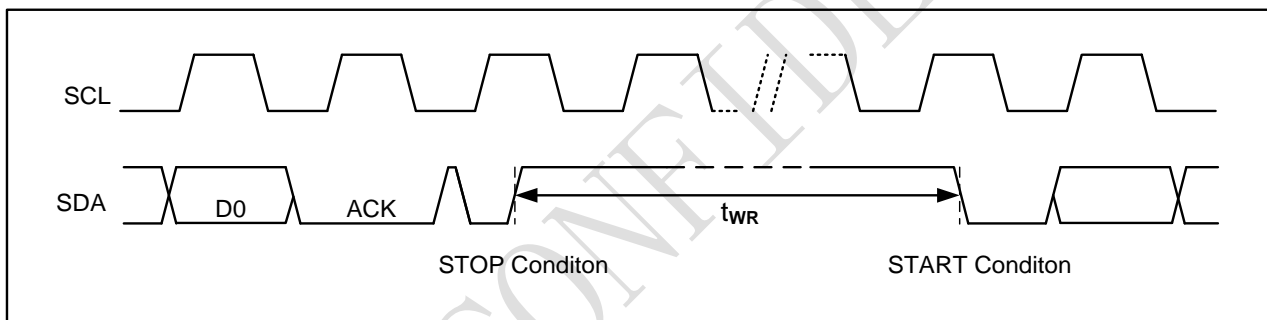 SCL
SDA
D0
ACK
tWR
STOP Conditon
START Conditon